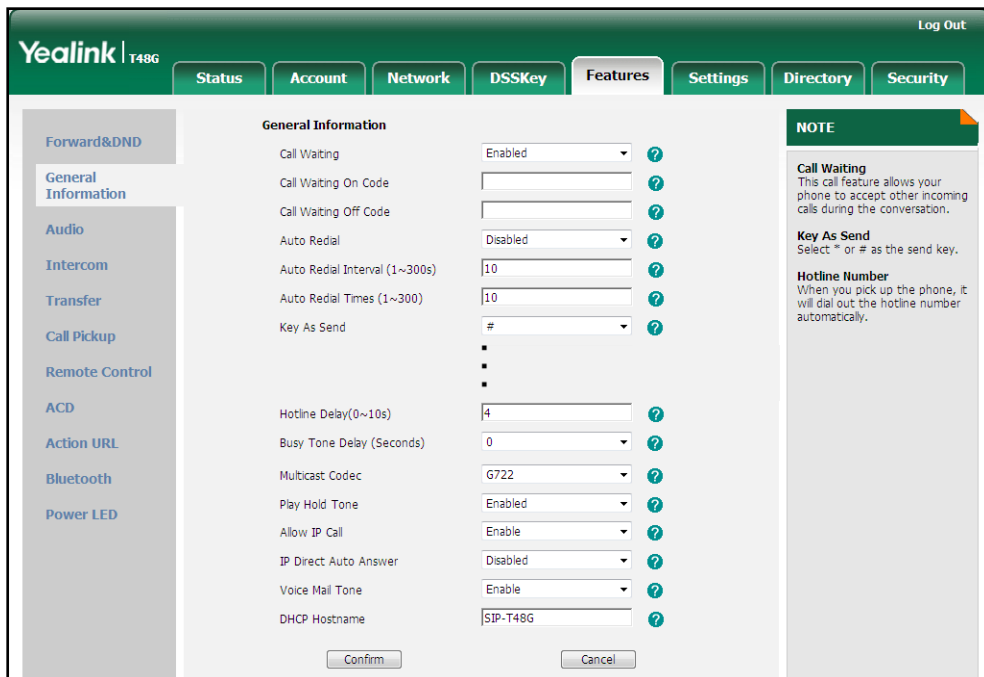 Log Out
Yealink | T48G
Status Account Network DSSKey Features Settings Directory Security
Forward&DND
General
Information
Audio
Intercom
Transfer
Call Pickup
Remote Control
ACD
Action URL
Bluetooth
Power LED
General Information
Call Waiting Enabled ?
Call Waiting On Code ?
Call Waiting Off Code ?
Auto Redial Disabled ?
Auto Redial Interval (1~300s) 10 ?
Auto Redial Times (1~300) 10 ?
Key As Send # ?
Hotline Delay(0~10s) 4 ?
Busy Tone Delay (Seconds) 0 ?
Multicast Codec G722 ?
Play Hold Tone Enabled ?
Allow IP Call Enable ?
IP Direct Auto Answer Disabled ?
Voice Mail Tone Enable ?
DHCP Hostname SIP-T48G ?
Confirm Cancel
NOTE
Call Waiting
This call feature allows your
phone to accept other incoming
calls during the conversation.
Key As Send
Select * or # as the send key.
Hotline Number
When you pick up the phone, it
will dial out the hotline number
automatically.